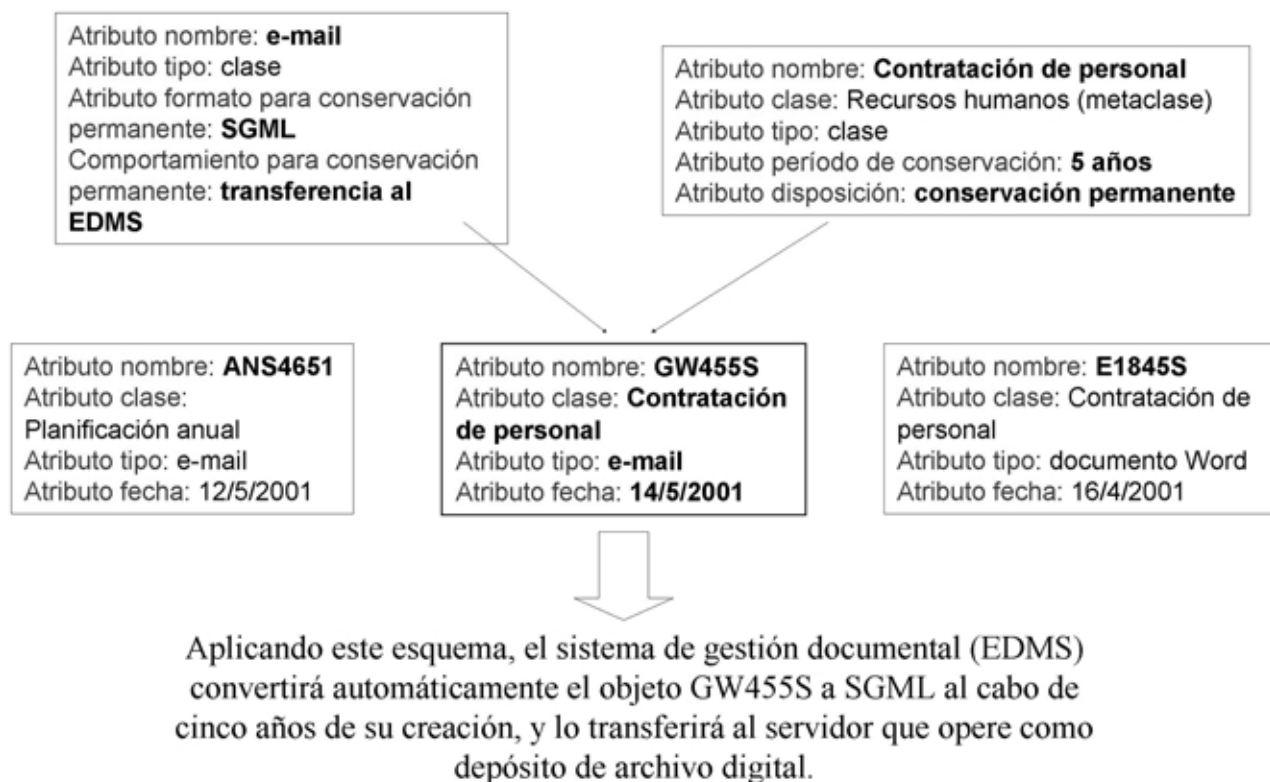 Atributo nombre: e-mail
Atributo tipo: clase
Atributo formato para conservación
permanente: SGML
Comportamiento para conservación
permanente: transferencia al
EDMS
Atributo nombre: Contratación de personal
Atributo clase: Recursos humanos (metaclase)
Atributo tipo: clase
Atributo período de conservación: 5 años
Atributo disposición: conservación permanente
Atributo nombre: ANS4651
Atributo clase:
Planificación anual
Atributo tipo: e-mail
Atributo fecha: 12/5/2001
Atributo nombre: GW455S
Atributo clase: Contratación
de personal
Atributo tipo: e-mail
Atributo fecha: 14/5/2001
Atributo nombre: E1845S
Atributo clase: Contratación de
personal
Atributo tipo: documento Word
Atributo fecha: 16/4/2001
Aplicando este esquema, el sistema de gestión documental (EDMS)
convertirá automáticamente el objeto GW455S a SGML al cabo de
cinco años de su creación, y lo transferirá al servidor que opere como
depósito de archivo digital.